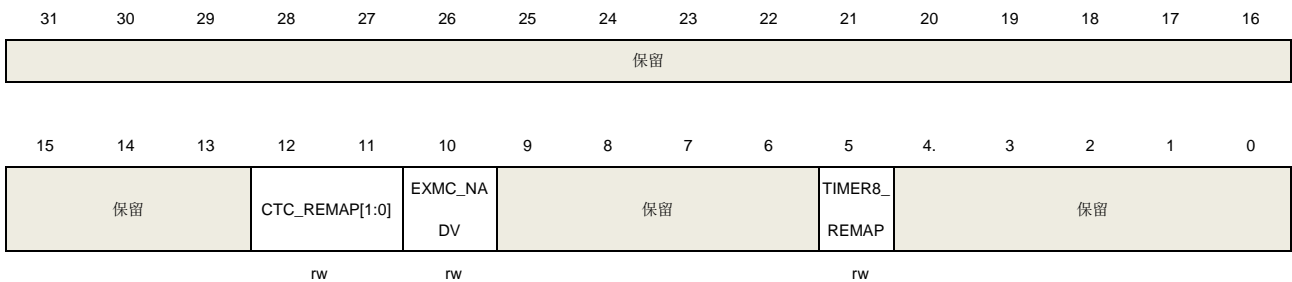 31 30 29 28 27 26 25 24 23 22 21 20 19 18 17 16
保留
15 14 13 12 11 10 9 8 7 6 5 4. 3 2 1 0
保留 CTC_REMAP[1:0] EXMC_NA
DV 保留 TIMER8_
REMAP 保留
rw rw rw